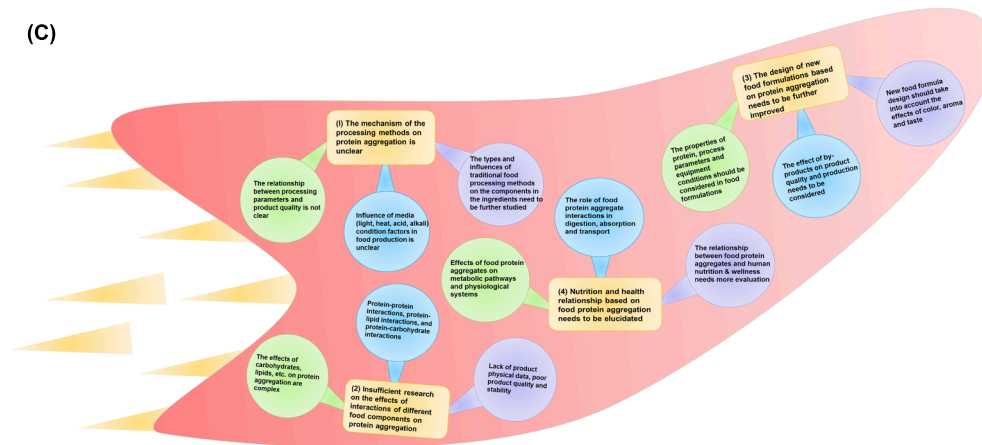 (C)
(I) The mechanism of the
processing methods on
protein aggregation is
unclear
The relationship
between processing
parameters and
product quality is not
clear
Influence of media
(light, heat, acid, alkali)
condition factors in
food production is
unclear
The types and
influences of
traditional food
processing methods
on the components in
the ingredients need to
be further studied
(2) Insufficient research
on the effects of
interactions of different
food components on
protein aggregation
The effects of
carbohydrates,
lipids, etc. on protein
aggregation are
complex
Protein-protein
interactions, protein-
lipid interactions, and
protein-carbohydrate
interactions
Lack of product
physical data, poor
product quality and
stability
(3) The design of new
food formulations based
on protein aggregation
needs to be further
improved
The properties of
protein, process
parameters and
equipment
conditions should be
considered in food
formulations
The effect of by-
products on product
quality and production
needs to be
considered
New food formula
design should take
into account the
effects of color, aroma
and taste
(4) Nutrition and health
relationship based on
food protein aggregation
needs to be elucidated
Effects of food protein
aggregates on
metabolic pathways
and physiological
systems
The role of food
protein aggregate
interactions in
digestion, absorption
and transport
The relationship
between food protein
aggregates and human
nutrition & wellness
needs more evaluation